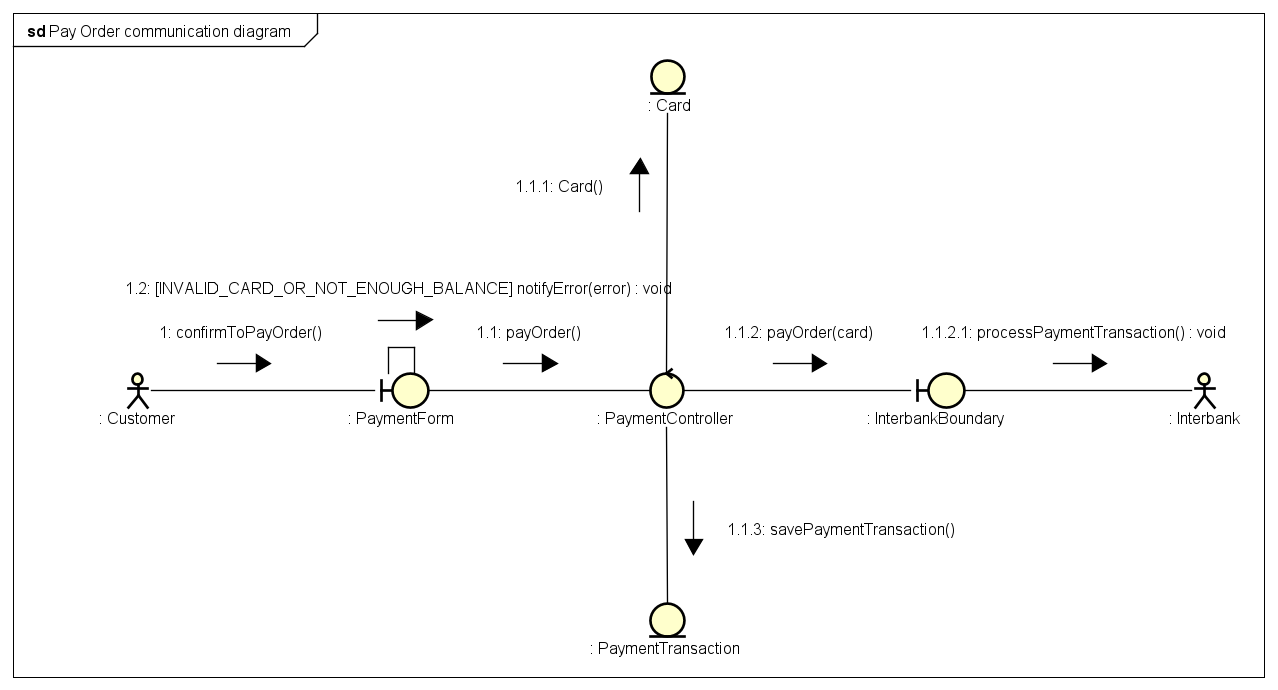 sd Pay Order communication diagram
: Card
1.1.1: Card()
1.2: [INVALID_CARD_OR_NOT_ENOUGH_BALANCE] notifyError(error) : void
1: confirmToPayOrder()
1.1: payOrder()
1.1.2: payOrder(card)
1.1.2.1: processPaymentTransaction() : void
: Customer
: PaymentForm
: PaymentController
: InterbankBoundary
: Interbank
1.1.3: savePaymentTransaction()
: PaymentTransaction